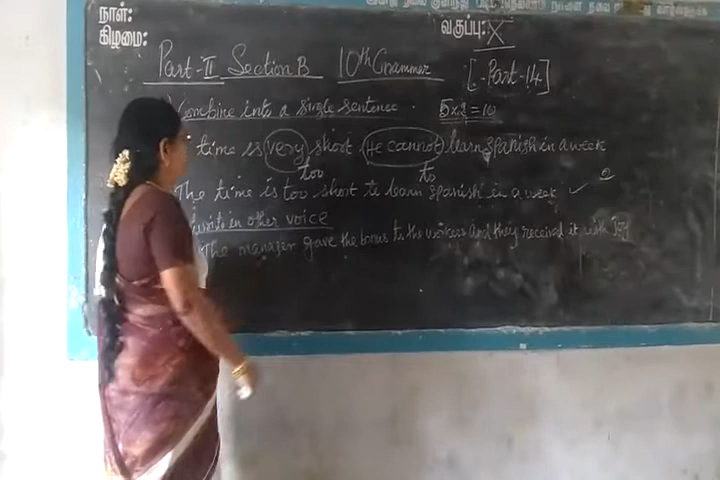 நாள்:
கிழமை:
வகுப்பு: X
Part-II Section B 10th Grammer [-Part-14]
Combine into a single sentence. 5x2=10
time is very short. He cannot learn spanish in a week
too to
The time is too short to learn spanish in a week ✓ 2
in other voice
The manager gave the bonus to the workers and they received it with Joy